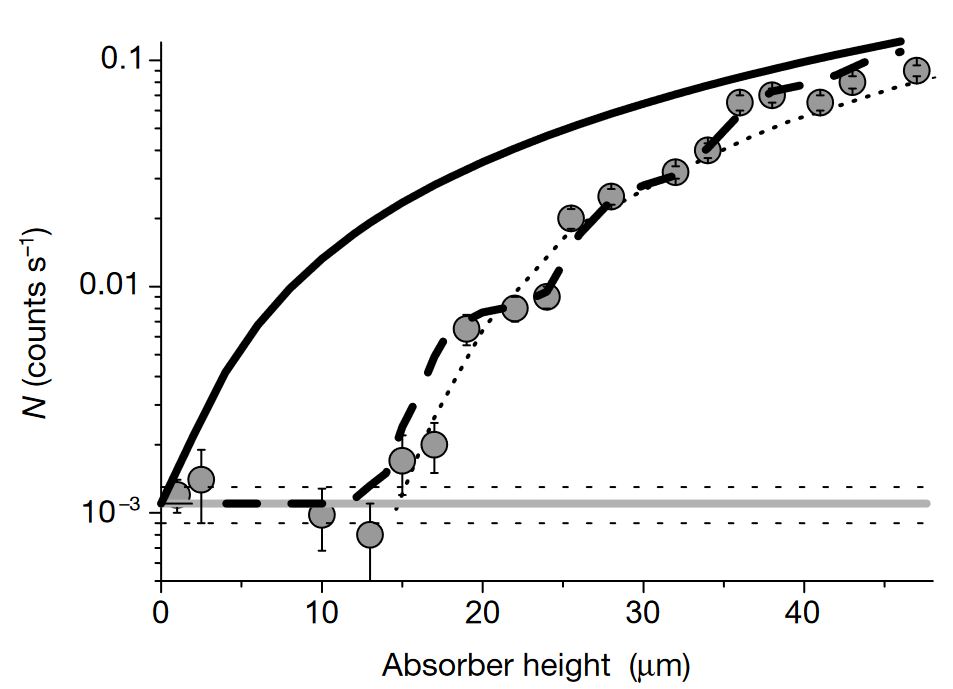 0.1
0.01
10⁻³
N (counts s⁻¹)
0 10 20 30 40
Absorber height (μm)